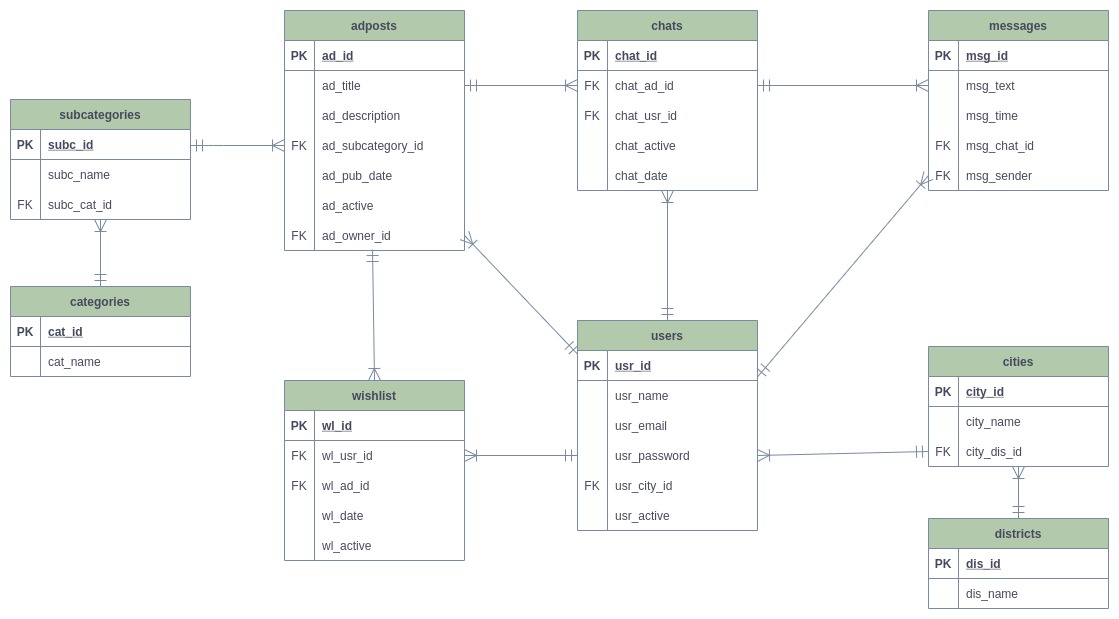 adposts
PK ad_id
ad_title
ad_description
FK ad_subcategory_id
ad_pub_date
ad_active
FK ad_owner_id
chats
PK chat_id
FK chat_ad_id
FK chat_usr_id
chat_active
chat_date
messages
PK msg_id
msg_text
msg_time
FK msg_chat_id
FK msg_sender
subcategories
PK subc_id
subc_name
FK subc_cat_id
categories
PK cat_id
cat_name
wishlist
PK wl_id
FK wl_usr_id
FK wl_ad_id
wl_date
wl_active
users
PK usr_id
usr_name
usr_email
usr_password
FK usr_city_id
usr_active
cities
PK city_id
city_name
FK city_dis_id
districts
PK dis_id
dis_name